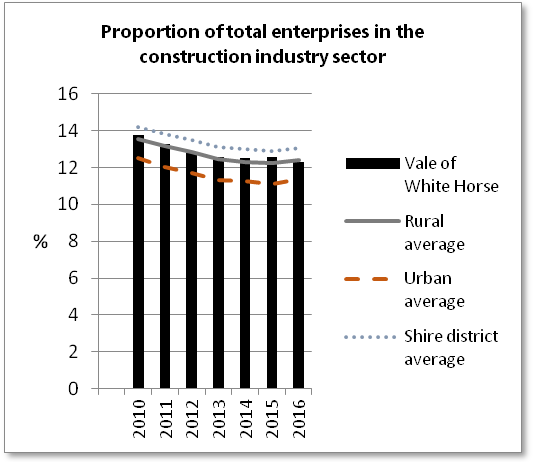 Proportion of total enterprises in the
construction industry sector
16
14
12
10
8
6
4
2
0
%
2010
2011
2012
2013
2014
2015
2016
Vale of
White Horse
Rural
average
Urban
average
Shire district
average